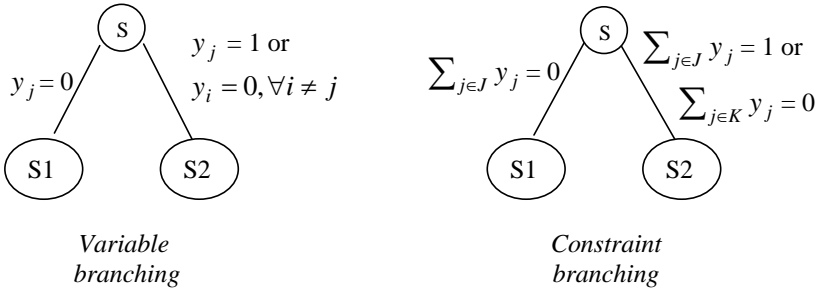 S
y_j = 0
y_j = 1 or
y_i = 0, ∀i ≠ j
S1
S2
Variable
branching
S
∑_{j∈J} y_j = 0
∑_{j∈J} y_j = 1 or
∑_{j∈K} y_j = 0
S1
S2
Constraint
branching